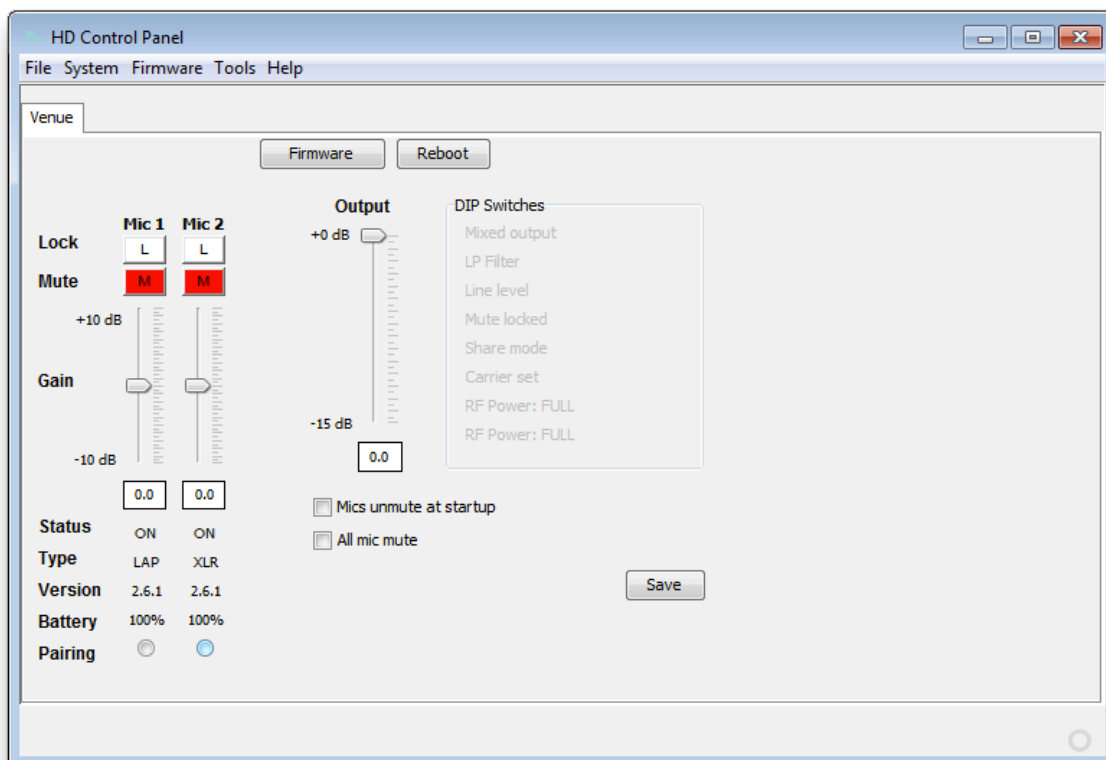 HD Control Panel
File System Firmware Tools Help
Venue
Firmware Reboot
Mic 1 Mic 2
Lock L L
Mute M M
+10 dB
Gain
-10 dB
0.0 0.0
Status ON ON
Type LAP XLR
Version 2.6.1 2.6.1
Battery 100% 100%
Pairing
Output
+0 dB
-15 dB
0.0
DIP Switches
Mixed output
LP Filter
Line level
Mute locked
Share mode
Carrier set
RF Power: FULL
RF Power: FULL
Mics unmute at startup
All mic mute
Save